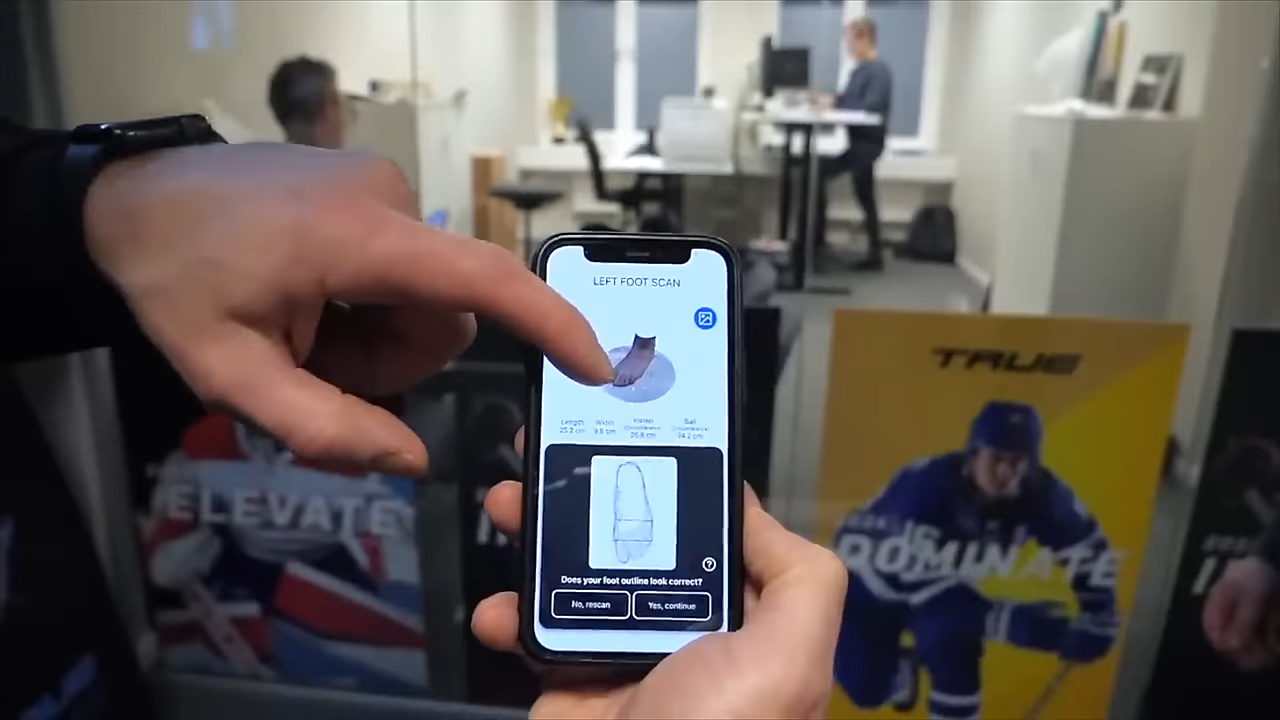 LEFT FOOT SCAN
Length
Width
Instep
Ball
(Circumference)
(Circumference)
25.2 cm
9.8 cm
26.8 cm
24.2 cm
?
Does your foot outline look correct?
No, rescan
Yes, continue
TRUE
ELEVATE
DOMINATE